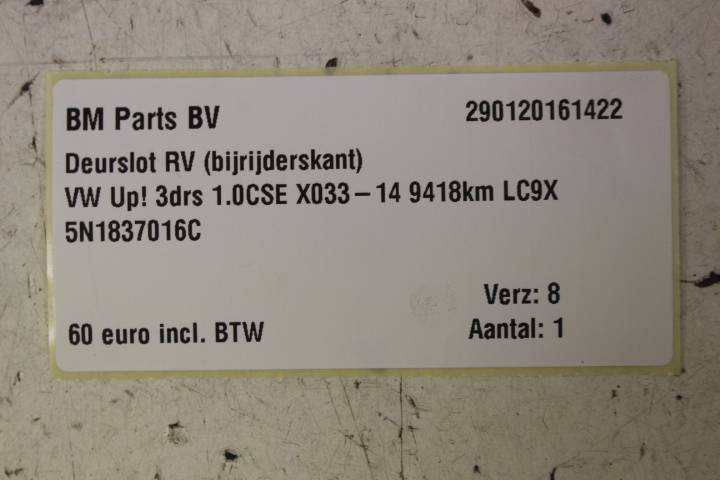 BM Parts BV 290120161422
Deurslot RV (bijrijderskant)
VW Up! 3drs 1.0CSE X033-14 9418km LC9X
5N1837016C
Verz: 8
60 euro incl. BTW Aantal: 1